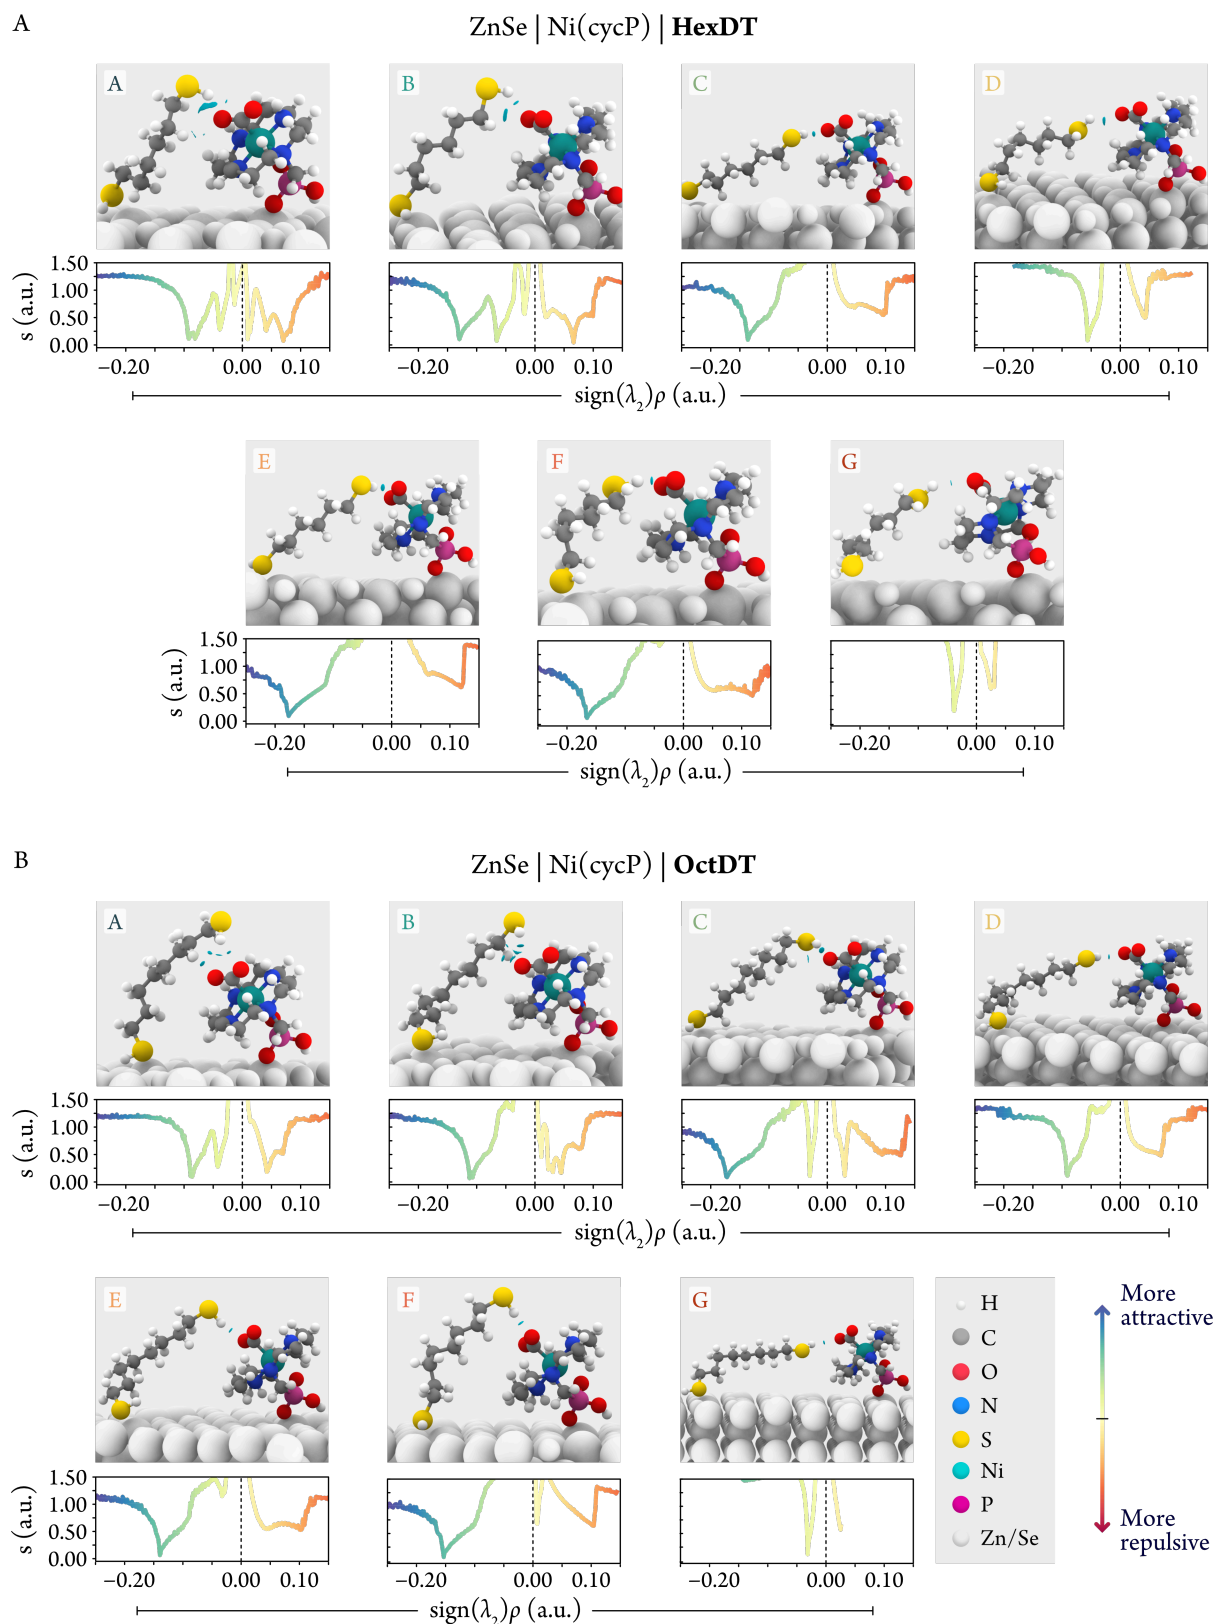 A
ZnSe | Ni(cycP) | HexDT
A
B
C
D
1.50
1.00
0.50
0.00
s (a.u.)
−0.20 0.00 0.10
−0.20 0.00 0.10
−0.20 0.00 0.10
−0.20 0.00 0.10
sign(λ₂)ρ (a.u.)
E
F
G
1.50
1.00
0.50
0.00
s (a.u.)
−0.20 0.00 0.10
−0.20 0.00 0.10
−0.20 0.00 0.10
sign(λ₂)ρ (a.u.)
B
ZnSe | Ni(cycP) | OctDT
A
B
C
D
1.50
1.00
0.50
0.00
s (a.u.)
−0.20 0.00 0.10
−0.20 0.00 0.10
−0.20 0.00 0.10
−0.20 0.00 0.10
sign(λ₂)ρ (a.u.)
E
F
G
1.50
1.00
0.50
0.00
s (a.u.)
−0.20 0.00 0.10
−0.20 0.00 0.10
−0.20 0.00 0.10
sign(λ₂)ρ (a.u.)
H
C
O
N
S
Ni
P
Zn/Se
More
attractive
More
repulsive